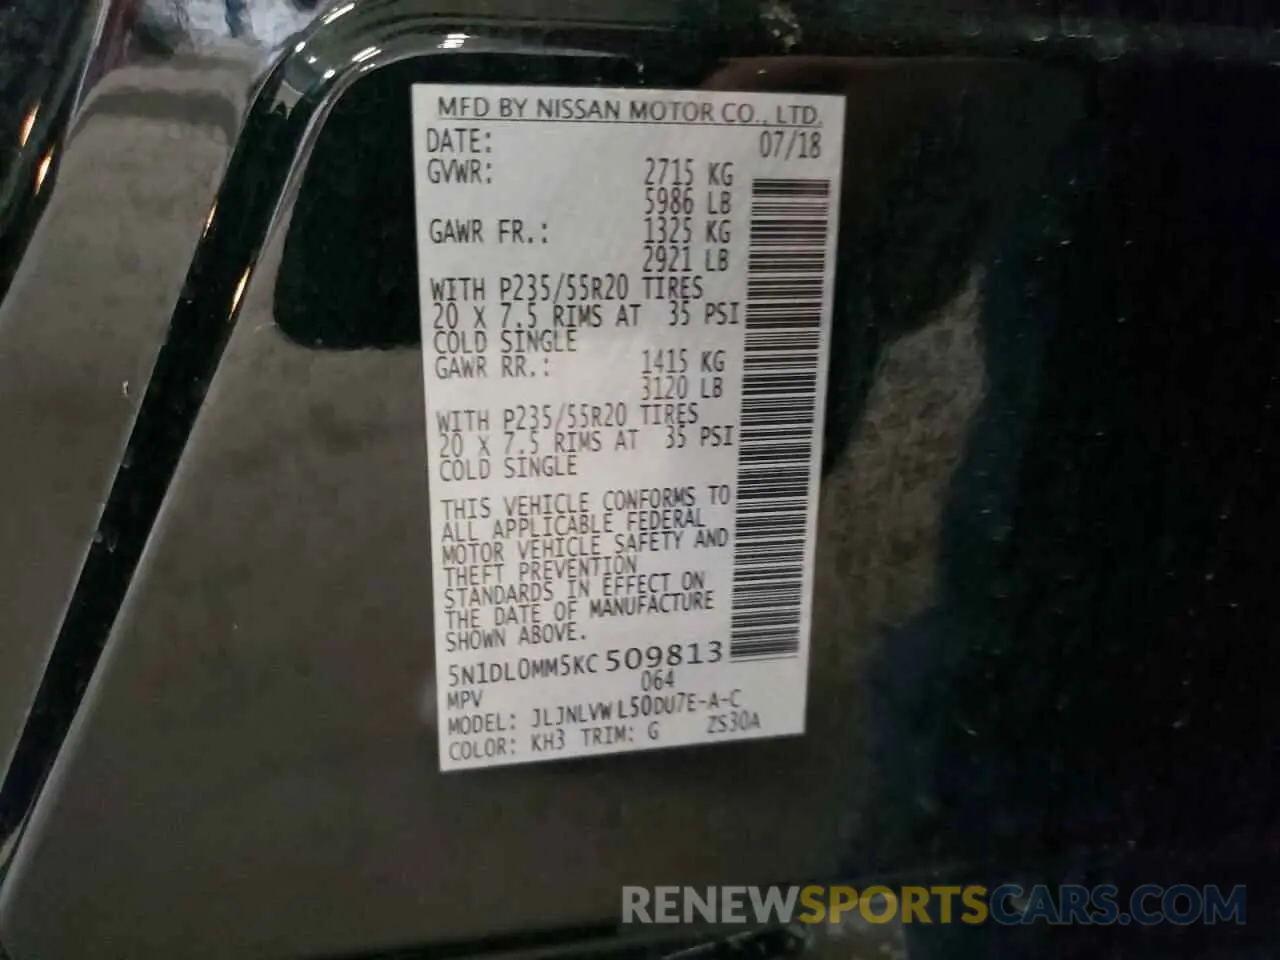 MFD BY NISSAN MOTOR CO., LTD.
DATE: 07/18
GVWR: 2715 KG
5986 LB
GAWR FR.: 1325 KG
2921 LB
WITH P235/55R20 TIRES
20 X 7.5 RIMS AT 35 PSI
COLD SINGLE
GAWR RR.: 1415 KG
3120 LB
WITH P235/55R20 TIRES
20 X 7.5 RIMS AT 35 PSI
COLD SINGLE
THIS VEHICLE CONFORMS TO
ALL APPLICABLE FEDERAL
MOTOR VEHICLE SAFETY AND
THEFT PREVENTION
STANDARDS IN EFFECT ON
THE DATE OF MANUFACTURE
SHOWN ABOVE.
5N1DL0MM5KC 509813
MPV 064
MODEL: JLJNLVW L50DU7E-A-C
COLOR: KH3 TRIM: G ZS30A
RENEWSPORTSCARS.COM